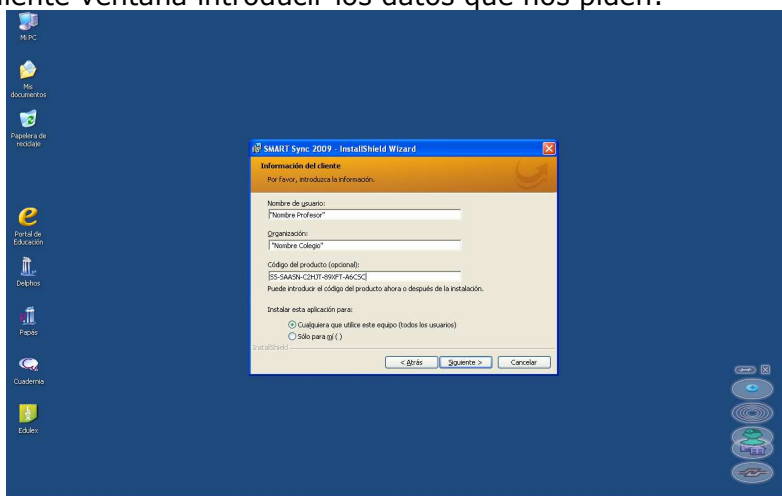 iente ventana introducir los datos que nos piden:
Mi PC
Mis
documentos
Papelera de
reciclaje
Portal de
Educación
Delphos
Papás
Cuadernia
Edulex
SMART Sync 2009 - InstallShield Wizard
Información del cliente
Por favor, introduzca la información.
Nombre de usuario:
"Nombre Profesor"
Organización:
"Nombre Colegio"
Código del producto (opcional):
SS-SAASN-C2HJT-89XFT-A6CSC
Puede introducir el código del producto ahora o después de la instalación.
Instalar esta aplicación para:
Cualquiera que utilice este equipo (todos los usuarios)
Sólo para mí ( )
InstallShield
< Atrás Siguiente > Cancelar